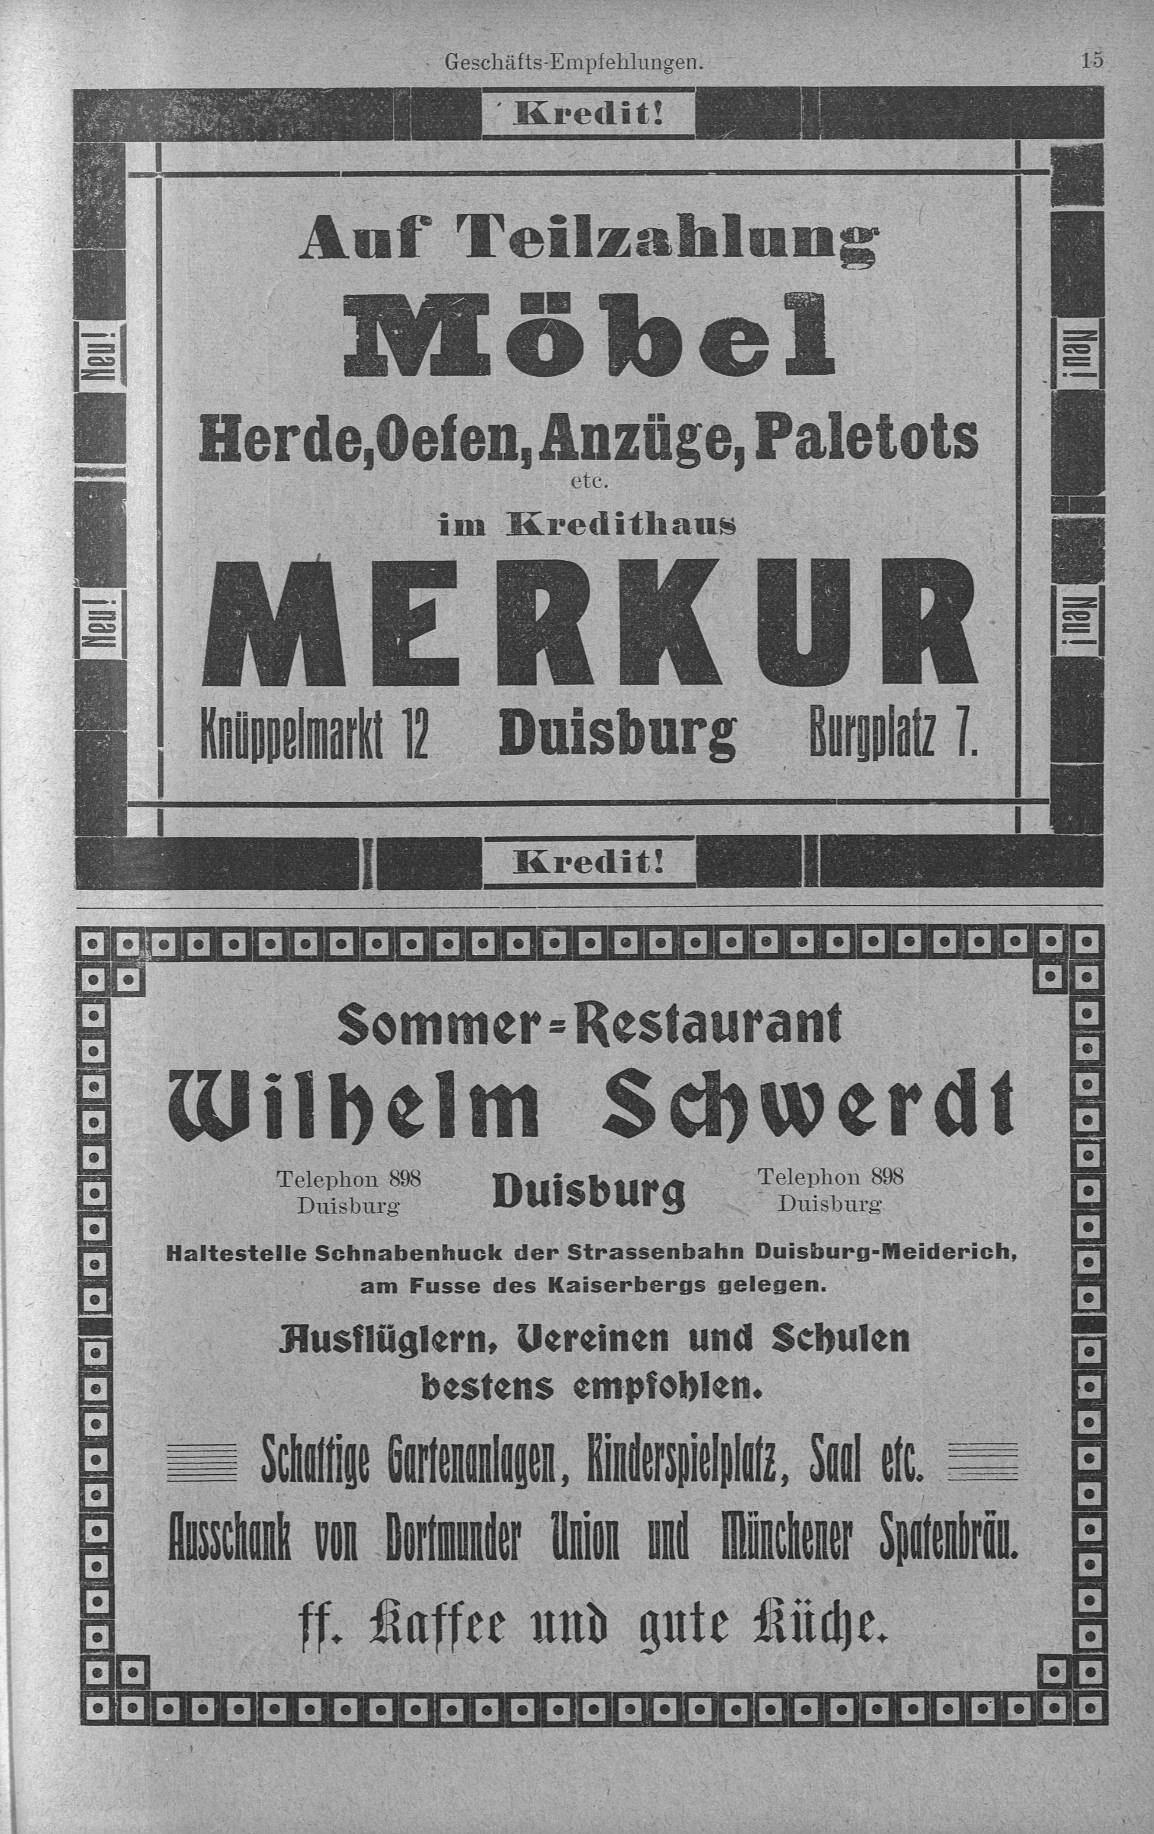 Geschäfts-Empfehlungen. 15
Kredit!
Auf Teilzahlung
Möbel
Neu! Neu!
Herde, Oefen, Anzüge, Paletots
etc.
im Kredithaus
MERKUR
Neu! Neu!
Knüppelmarkt 12 Duisburg Burgplatz 7.
Kredit!
Sommer=Restaurant
Wilhelm Schwerdt
Telephon 898 Duisburg Telephon 898
Duisburg Duisburg
Haltestelle Schnabenhuck der Strassenbahn Duisburg-Meiderich,
am Fusse des Kaiserbergs gelegen.
Ausflüglern, Vereinen und Schulen
bestens empfohlen.
Schattige Gartenanlagen, Kinderspielplatz, Saal etc.
Ausschank von Dortmunder Union und Münchener Spatenbräu.
ff. Kaffee und gute Küche.